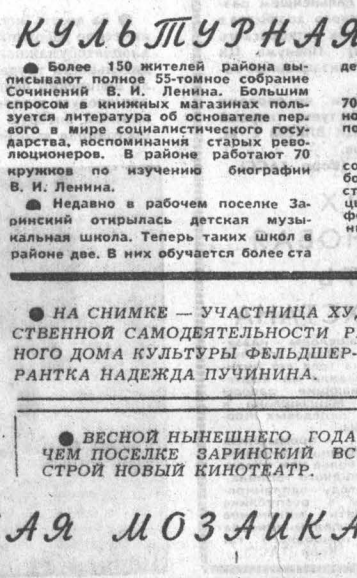 КУЛЬТУРНАЯ
● Более 150 жителей района вы-
писывают полное 55-томное собрание
Сочинений В. И. Ленина. Большим
спросом в книжных магазинах поль-
зуется литература об основателе пер-
вого в мире социалистического госу-
дарства, воспоминания старых рево-
люционеров. В районе работают 70
кружков по изучению биографии
В. И. Ленина.
● Недавно в рабочем поселке За-
ринский открылась детская музы-
кальная школа. Теперь таких школ в
районе две. В них обучается более ста
● НА СНИМКЕ — УЧАСТНИЦА ХУД
СТВЕННОЙ САМОДЕЯТЕЛЬНОСТИ Р
НОГО ДОМА КУЛЬТУРЫ ФЕЛЬДШЕР-
РАНТКА НАДЕЖДА ПУЧИНИНА.
● ВЕСНОЙ НЫНЕШНЕГО ГОДА
ЧЕМ ПОСЕЛКЕ ЗАРИНСКИЙ ВС
СТРОЙ НОВЫЙ КИНОТЕАТР.
АЯ МОЗАИКА